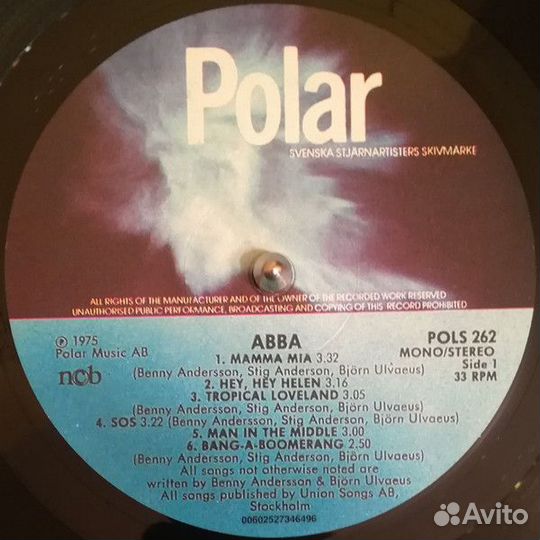 Polar
SVENSKA STJÄRNARTISTERS SKIVMÄRKE
ALL RIGHTS OF THE MANUFACTURER AND OF THE OWNER OF THE RECORDED WORK RESERVED
UNAUTHORISED PUBLIC PERFORMANCE, BROADCASTING AND COPYING OF THIS RECORD PROHIBITED
℗ 1975
Polar Music AB
ncb
ABBA
POLS 262
MONO/STEREO
Side 1
33 RPM
1. MAMMA MIA 3.32
(Benny Andersson, Stig Anderson, Björn Ulvaeus)
2. HEY, HEY HELEN 3.16
3. TROPICAL LOVELAND 3.05
(Benny Andersson, Stig Anderson, Björn Ulvaeus)
4. SOS 3.22 (Benny Andersson, Stig Anderson, Björn Ulvaeus)
5. MAN IN THE MIDDLE 3.00
6. BANG-A-BOOMERANG 2.50
(Benny Andersson, Stig Anderson, Björn Ulvaeus)
All songs not otherwise noted are
written by Benny Andersson & Björn Ulvaeus
All songs published by Union Songs AB,
Stockholm
00602527346496
Avito